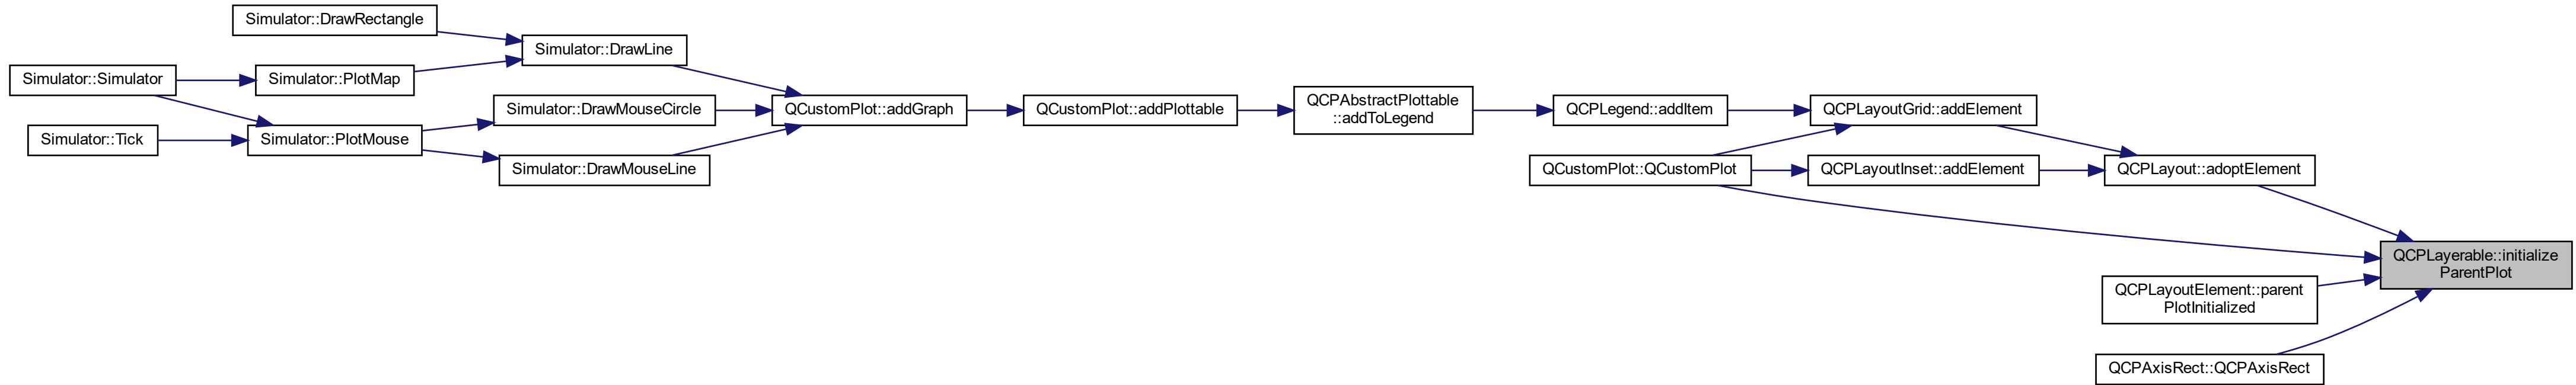 Simulator::DrawRectangle
Simulator::DrawLine
Simulator::Simulator
Simulator::PlotMap
Simulator::DrawMouseCircle
QCustomPlot::addGraph
QCustomPlot::addPlottable
QCPAbstractPlottable
::addToLegend
QCPLegend::addItem
QCPLayoutGrid::addElement
Simulator::Tick
Simulator::PlotMouse
Simulator::DrawMouseLine
QCustomPlot::QCustomPlot
QCPLayoutInset::addElement
QCPLayout::adoptElement
QCPLayerable::initialize
ParentPlot
QCPLayoutElement::parent
PlotInitialized
QCPAxisRect::QCPAxisRect